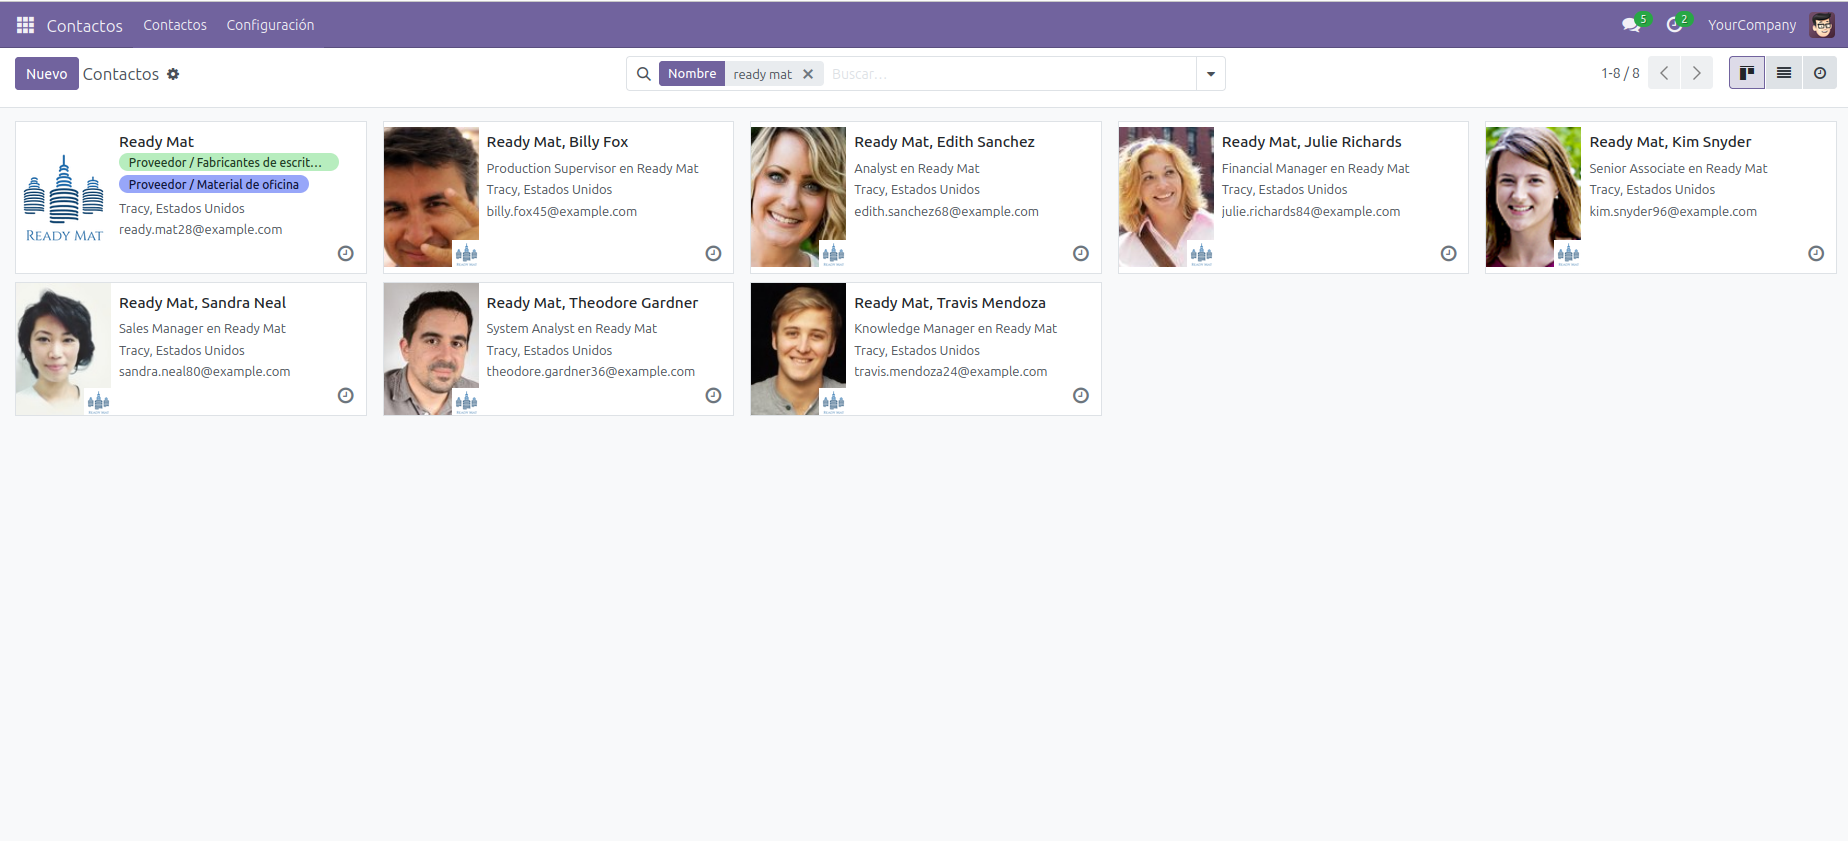 Contactos Contactos Configuración 5 2 YourCompany
Nuevo Contactos Nombre ready mat Buscar... 1-8 / 8
Ready Mat
Proveedor / Fabricantes de escrit...
Proveedor / Material de oficina
Tracy, Estados Unidos
ready.mat28@example.com
READY MAT
Ready Mat, Billy Fox
Production Supervisor en Ready Mat
Tracy, Estados Unidos
billy.fox45@example.com
Ready Mat, Edith Sanchez
Analyst en Ready Mat
Tracy, Estados Unidos
edith.sanchez68@example.com
Ready Mat, Julie Richards
Financial Manager en Ready Mat
Tracy, Estados Unidos
julie.richards84@example.com
Ready Mat, Kim Snyder
Senior Associate en Ready Mat
Tracy, Estados Unidos
kim.snyder96@example.com
Ready Mat, Sandra Neal
Sales Manager en Ready Mat
Tracy, Estados Unidos
sandra.neal80@example.com
Ready Mat, Theodore Gardner
System Analyst en Ready Mat
Tracy, Estados Unidos
theodore.gardner36@example.com
Ready Mat, Travis Mendoza
Knowledge Manager en Ready Mat
Tracy, Estados Unidos
travis.mendoza24@example.com